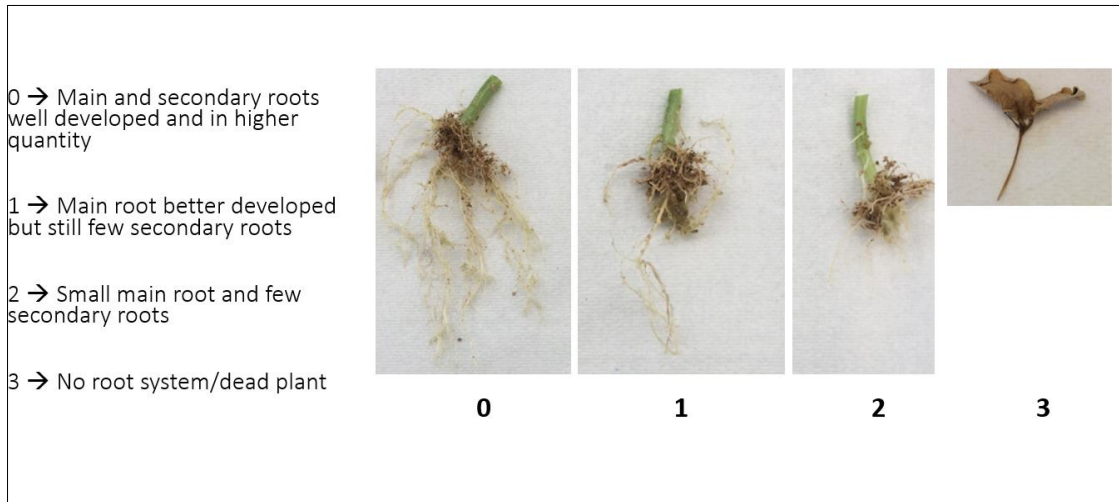 0 → Main and secondary roots
well developed and in higher
quantity
1 → Main root better developed
but still few secondary roots
2 → Small main root and few
secondary roots
3 → No root system/dead plant
0 1 2 3